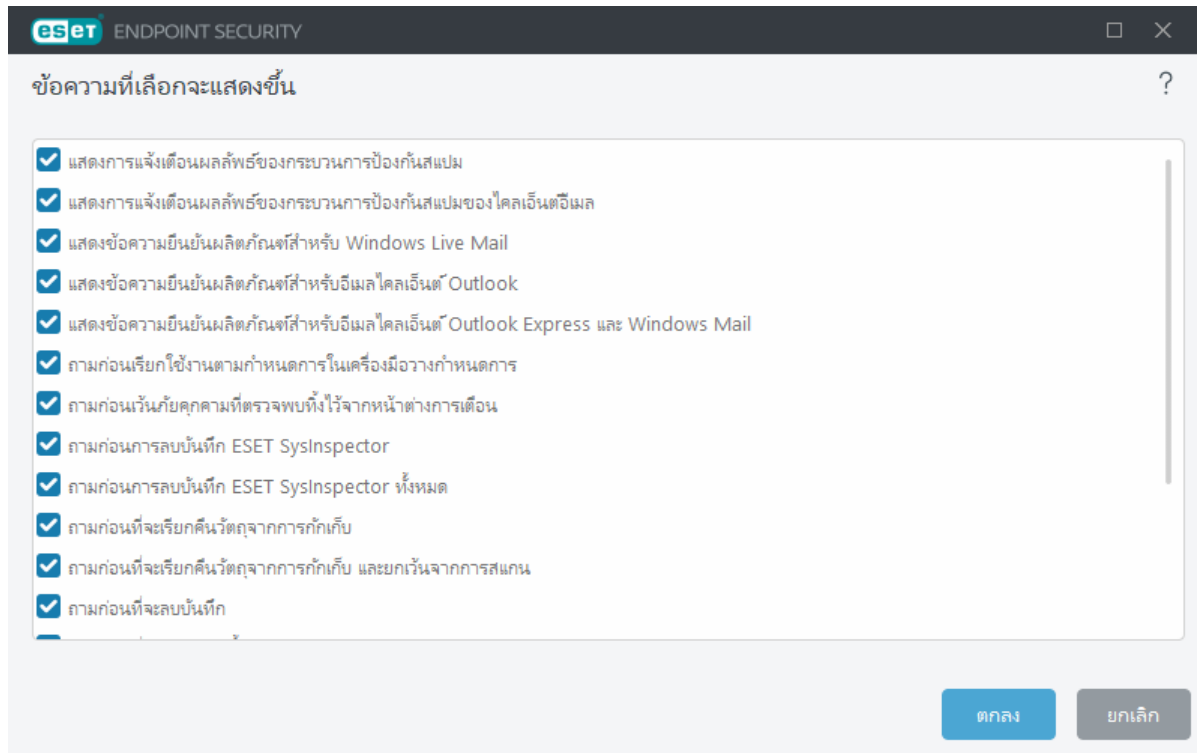 eset ENDPOINT SECURITY
ข้อความที่เลือกจะแสดงขึ้น
?
แสดงการแจ้งเตือนผลลัพธ์ของกระบวนการป้องกันสแปม
แสดงการแจ้งเตือนผลลัพธ์ของกระบวนการป้องกันสแปมของไคลเอ็นต์อีเมล
แสดงข้อความยืนยันผลิตภัณฑ์สำหรับ Windows Live Mail
แสดงข้อความยืนยันผลิตภัณฑ์สำหรับอีเมลไคลเอ็นต์ Outlook
แสดงข้อความยืนยันผลิตภัณฑ์สำหรับอีเมลไคลเอ็นต์ Outlook Express และ Windows Mail
ถามก่อนเรียกใช้งานตามกำหนดการในเครื่องมือวางกำหนดการ
ถามก่อนเว้นภัยคุกคามที่ตรวจพบทิ้งไว้จากหน้าต่างการเตือน
ถามก่อนการลบบันทึก ESET SysInspector
ถามก่อนการลบบันทึก ESET SysInspector ทั้งหมด
ถามก่อนที่จะเรียกคืนวัตถุจากการกักเก็บ
ถามก่อนที่จะเรียกคืนวัตถุจากการกักเก็บ และยกเว้นจากการสแกน
ถามก่อนที่จะลบบันทึก
ตกลง
ยกเลิก